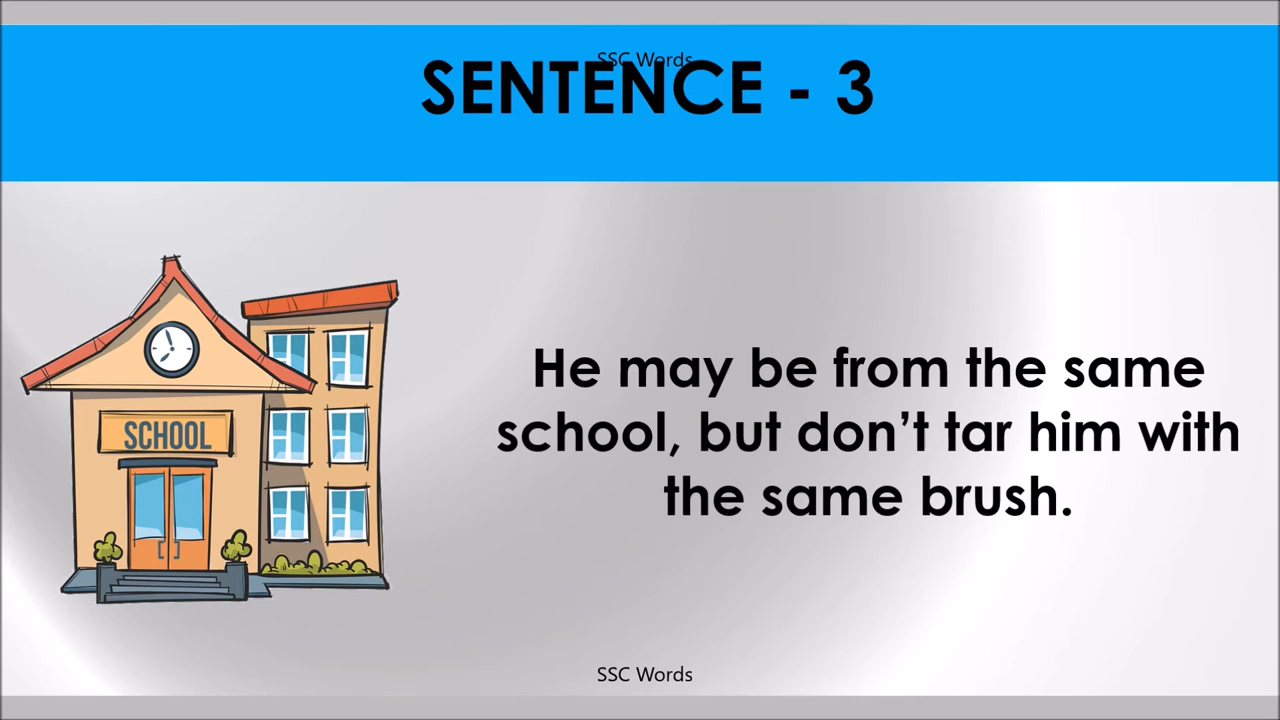 SSC Words
SENTENCE - 3
SCHOOL
He may be from the same
school, but don’t tar him with
the same brush.
SSC Words